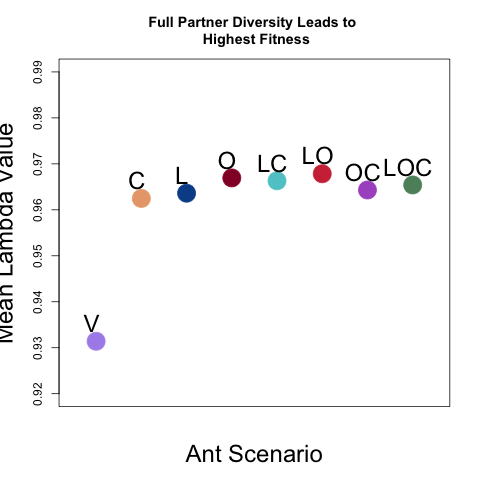 Full Partner Diversity Leads to
Highest Fitness
Mean Lambda Value
0.99
0.98
0.97
0.96
0.95
0.94
0.93
0.92
V
C
L
O
LC
LO
OC
LOC
Ant Scenario